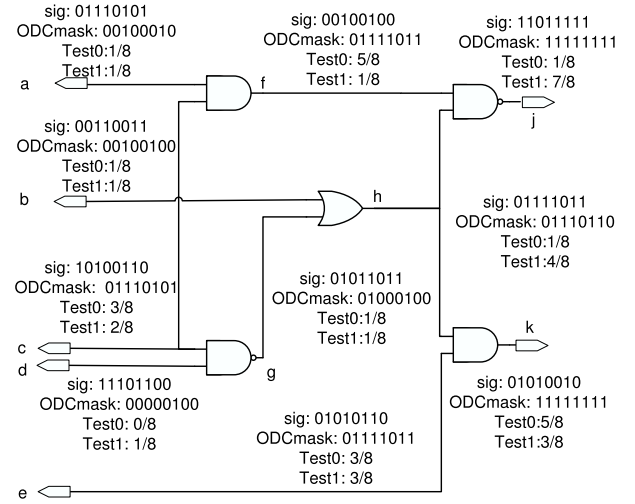 sig: 01110101
ODCmask: 00100010
Test0:1/8
Test1:1/8
a
sig: 00100100
ODCmask: 01111011
Test0: 5/8
Test1: 1/8
f
sig: 11011111
ODCmask: 11111111
Test0: 1/8
Test1: 7/8
j
sig: 00110011
ODCmask: 00100100
Test0:1/8
Test1:1/8
b
h
sig: 01111011
ODCmask: 01110110
Test0:1/8
Test1:4/8
sig: 10100110
ODCmask: 01110101
Test0: 3/8
Test1: 2/8
c
d
sig: 01011011
ODCmask: 01000100
Test0:1/8
Test1:1/8
g
k
sig: 11101100
ODCmask: 00000100
Test0: 0/8
Test1: 1/8
sig: 01010010
ODCmask: 11111111
Test0:5/8
Test1:3/8
sig: 01010110
ODCmask: 01111011
Test0: 3/8
Test1: 3/8
e